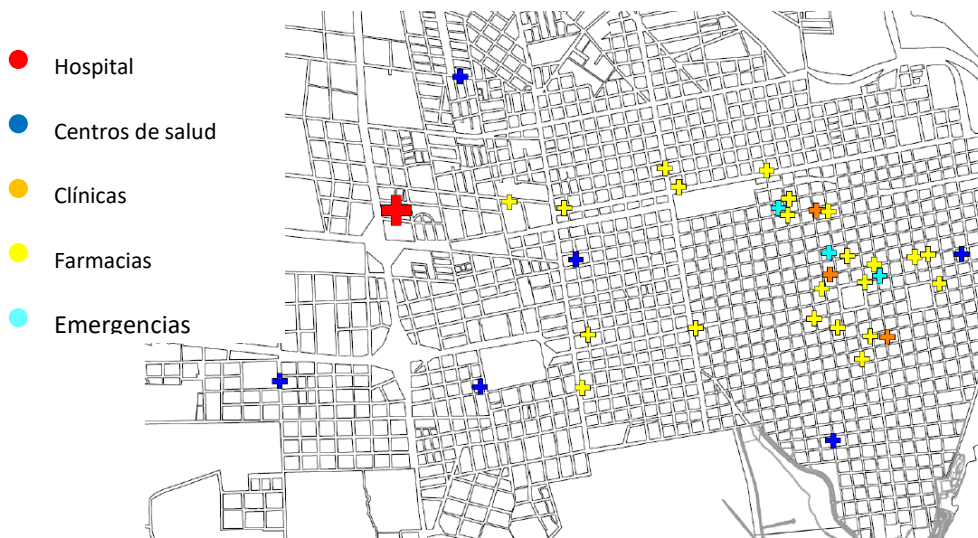 Hospital
Centros de salud
Clínicas
Farmacias
Emergencias